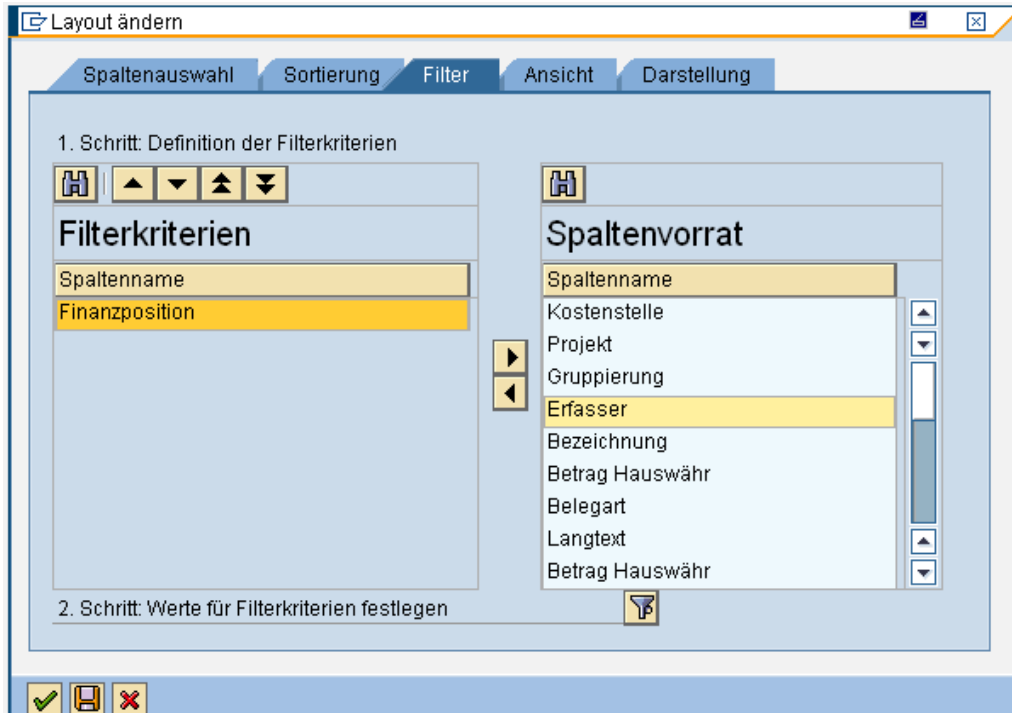 Layout ändern
Spaltenauswahl Sortierung Filter Ansicht Darstellung
1. Schritt: Definition der Filterkriterien
Filterkriterien
Spaltenname
Finanzposition
Spaltenvorrat
Spaltenname
Kostenstelle
Projekt
Gruppierung
Erfasser
Bezeichnung
Betrag Hauswähr
Belegart
Langtext
Betrag Hauswähr
2. Schritt: Werte für Filterkriterien festlegen